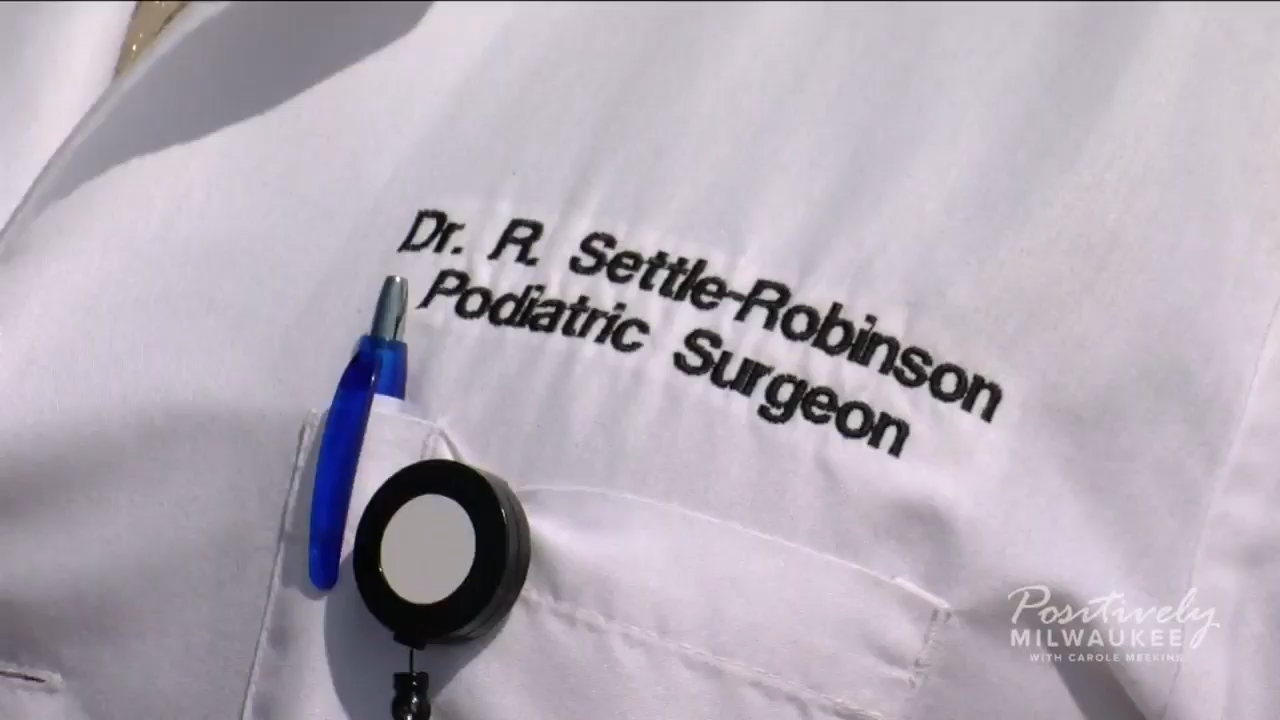 Dr. R. Settle-Robinson
Podiatric Surgeon
Positively
MILWAUKEE
WITH CAROLE MEEKINS